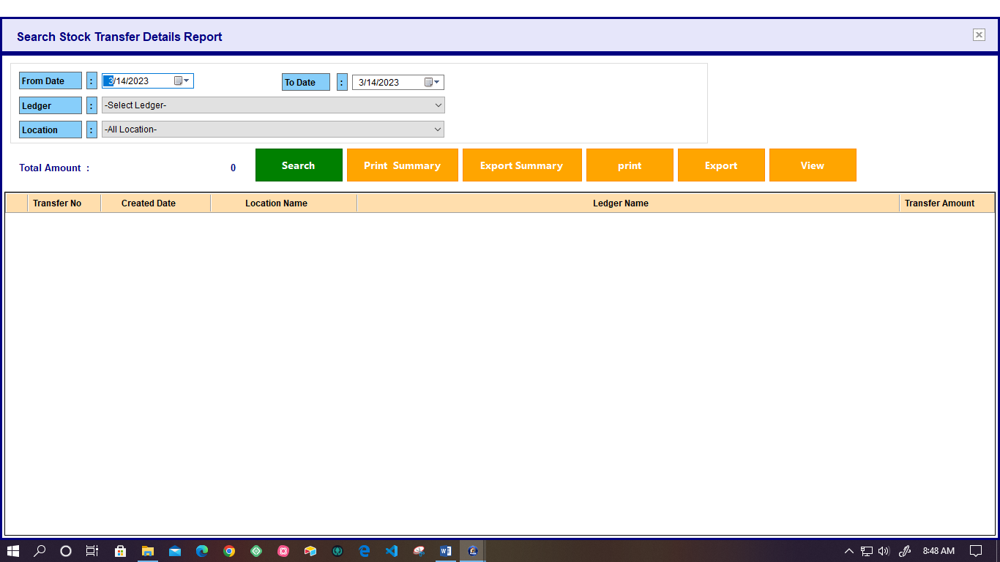 Search Stock Transfer Details Report
From Date : 3/14/2023 To Date : 3/14/2023
Ledger : -Select Ledger-
Location : -All Location-
Total Amount : 0 Search Print Summary Export Summary print Export View
Transfer No Created Date Location Name Ledger Name Transfer Amount
8:48 AM